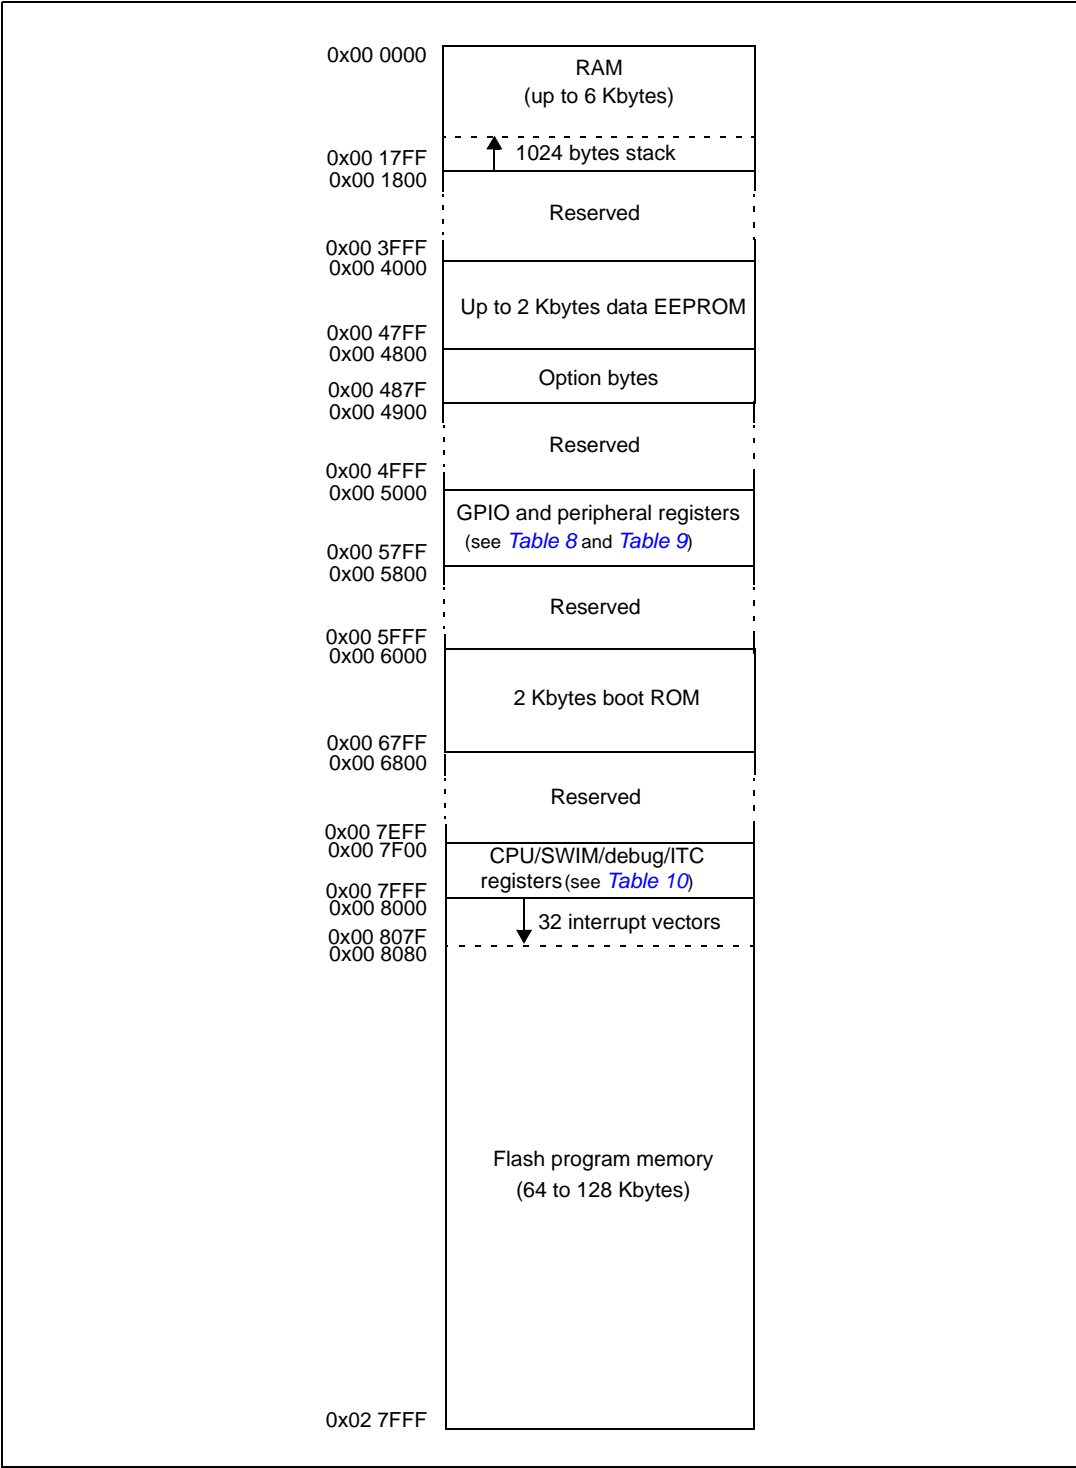 0x00 0000
RAM
(up to 6 Kbytes)
1024 bytes stack
0x00 17FF
0x00 1800
Reserved
0x00 3FFF
0x00 4000
Up to 2 Kbytes data EEPROM
0x00 47FF
0x00 4800
Option bytes
0x00 487F
0x00 4900
Reserved
0x00 4FFF
0x00 5000
GPIO and peripheral registers
(see Table 8 and Table 9)
0x00 57FF
0x00 5800
Reserved
0x00 5FFF
0x00 6000
2 Kbytes boot ROM
0x00 67FF
0x00 6800
Reserved
0x00 7EFF
0x00 7F00
CPU/SWIM/debug/ITC
registers (see Table 10)
0x00 7FFF
0x00 8000
32 interrupt vectors
0x00 807F
0x00 8080
Flash program memory
(64 to 128 Kbytes)
0x02 7FFF